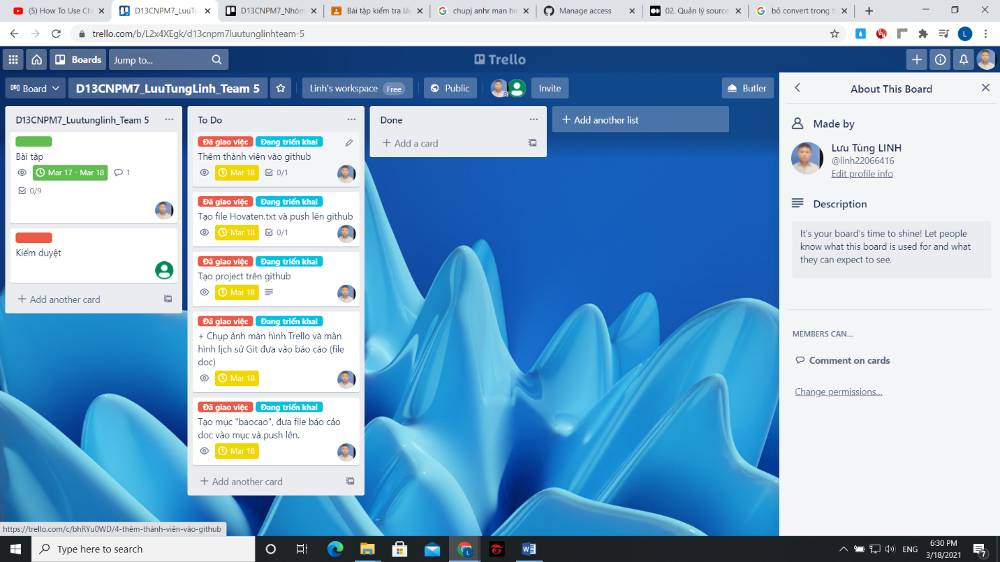 (5) How To Use Ch
D13CNPM7_LuuTu
D13CNPM7_Nhóm
Bài tập kiểm tra lấy
chupj anhr man hi
Manage access
02. Quản lý source
bỏ convert trong t
trello.com/b/L2x4XEgk/d13cnpm7luutunglinhteam-5
L
Boards
Jump to...
Trello
Board
D13CNPM7_LuuTungLinh_Team 5
Linh's workspace
Free
Public
Invite
Butler
D13CNPM7_Luutunglinh_Team 5
Bài tập
Mar 17 - Mar 18
1
0/9
Kiểm duyệt
+ Add another card
To Do
Đã giao việc
Đang triển khai
Thêm thành viên vào github
Mar 18
0/1
Đã giao việc
Đang triển khai
Tạo file Hovaten.txt và push lên github
Mar 18
0/1
Đã giao việc
Đang triển khai
Tạo project trên github
Mar 18
Đã giao việc
Đang triển khai
+ Chụp ảnh màn hình Trello và màn
hình lịch sử Git đưa vào báo cáo (file
doc)
Mar 18
Đã giao việc
Đang triển khai
Tạo mục "baocao", đưa file báo cáo
doc vào mục và push lên.
Mar 18
+ Add another card
Done
+ Add a card
+ Add another list
About This Board
Made by
Lưu Tùng LINH
@linh22066416
Edit profile info
Description
It's your board's time to shine! Let people
know what this board is used for and what
they can expect to see.
MEMBERS CAN...
Comment on cards
Change permissions...
https://trello.com/c/bhRYu0WD/4-thêm-thành-viên-vào-github
Type here to search
ENG
6:30 PM
3/18/2021
7